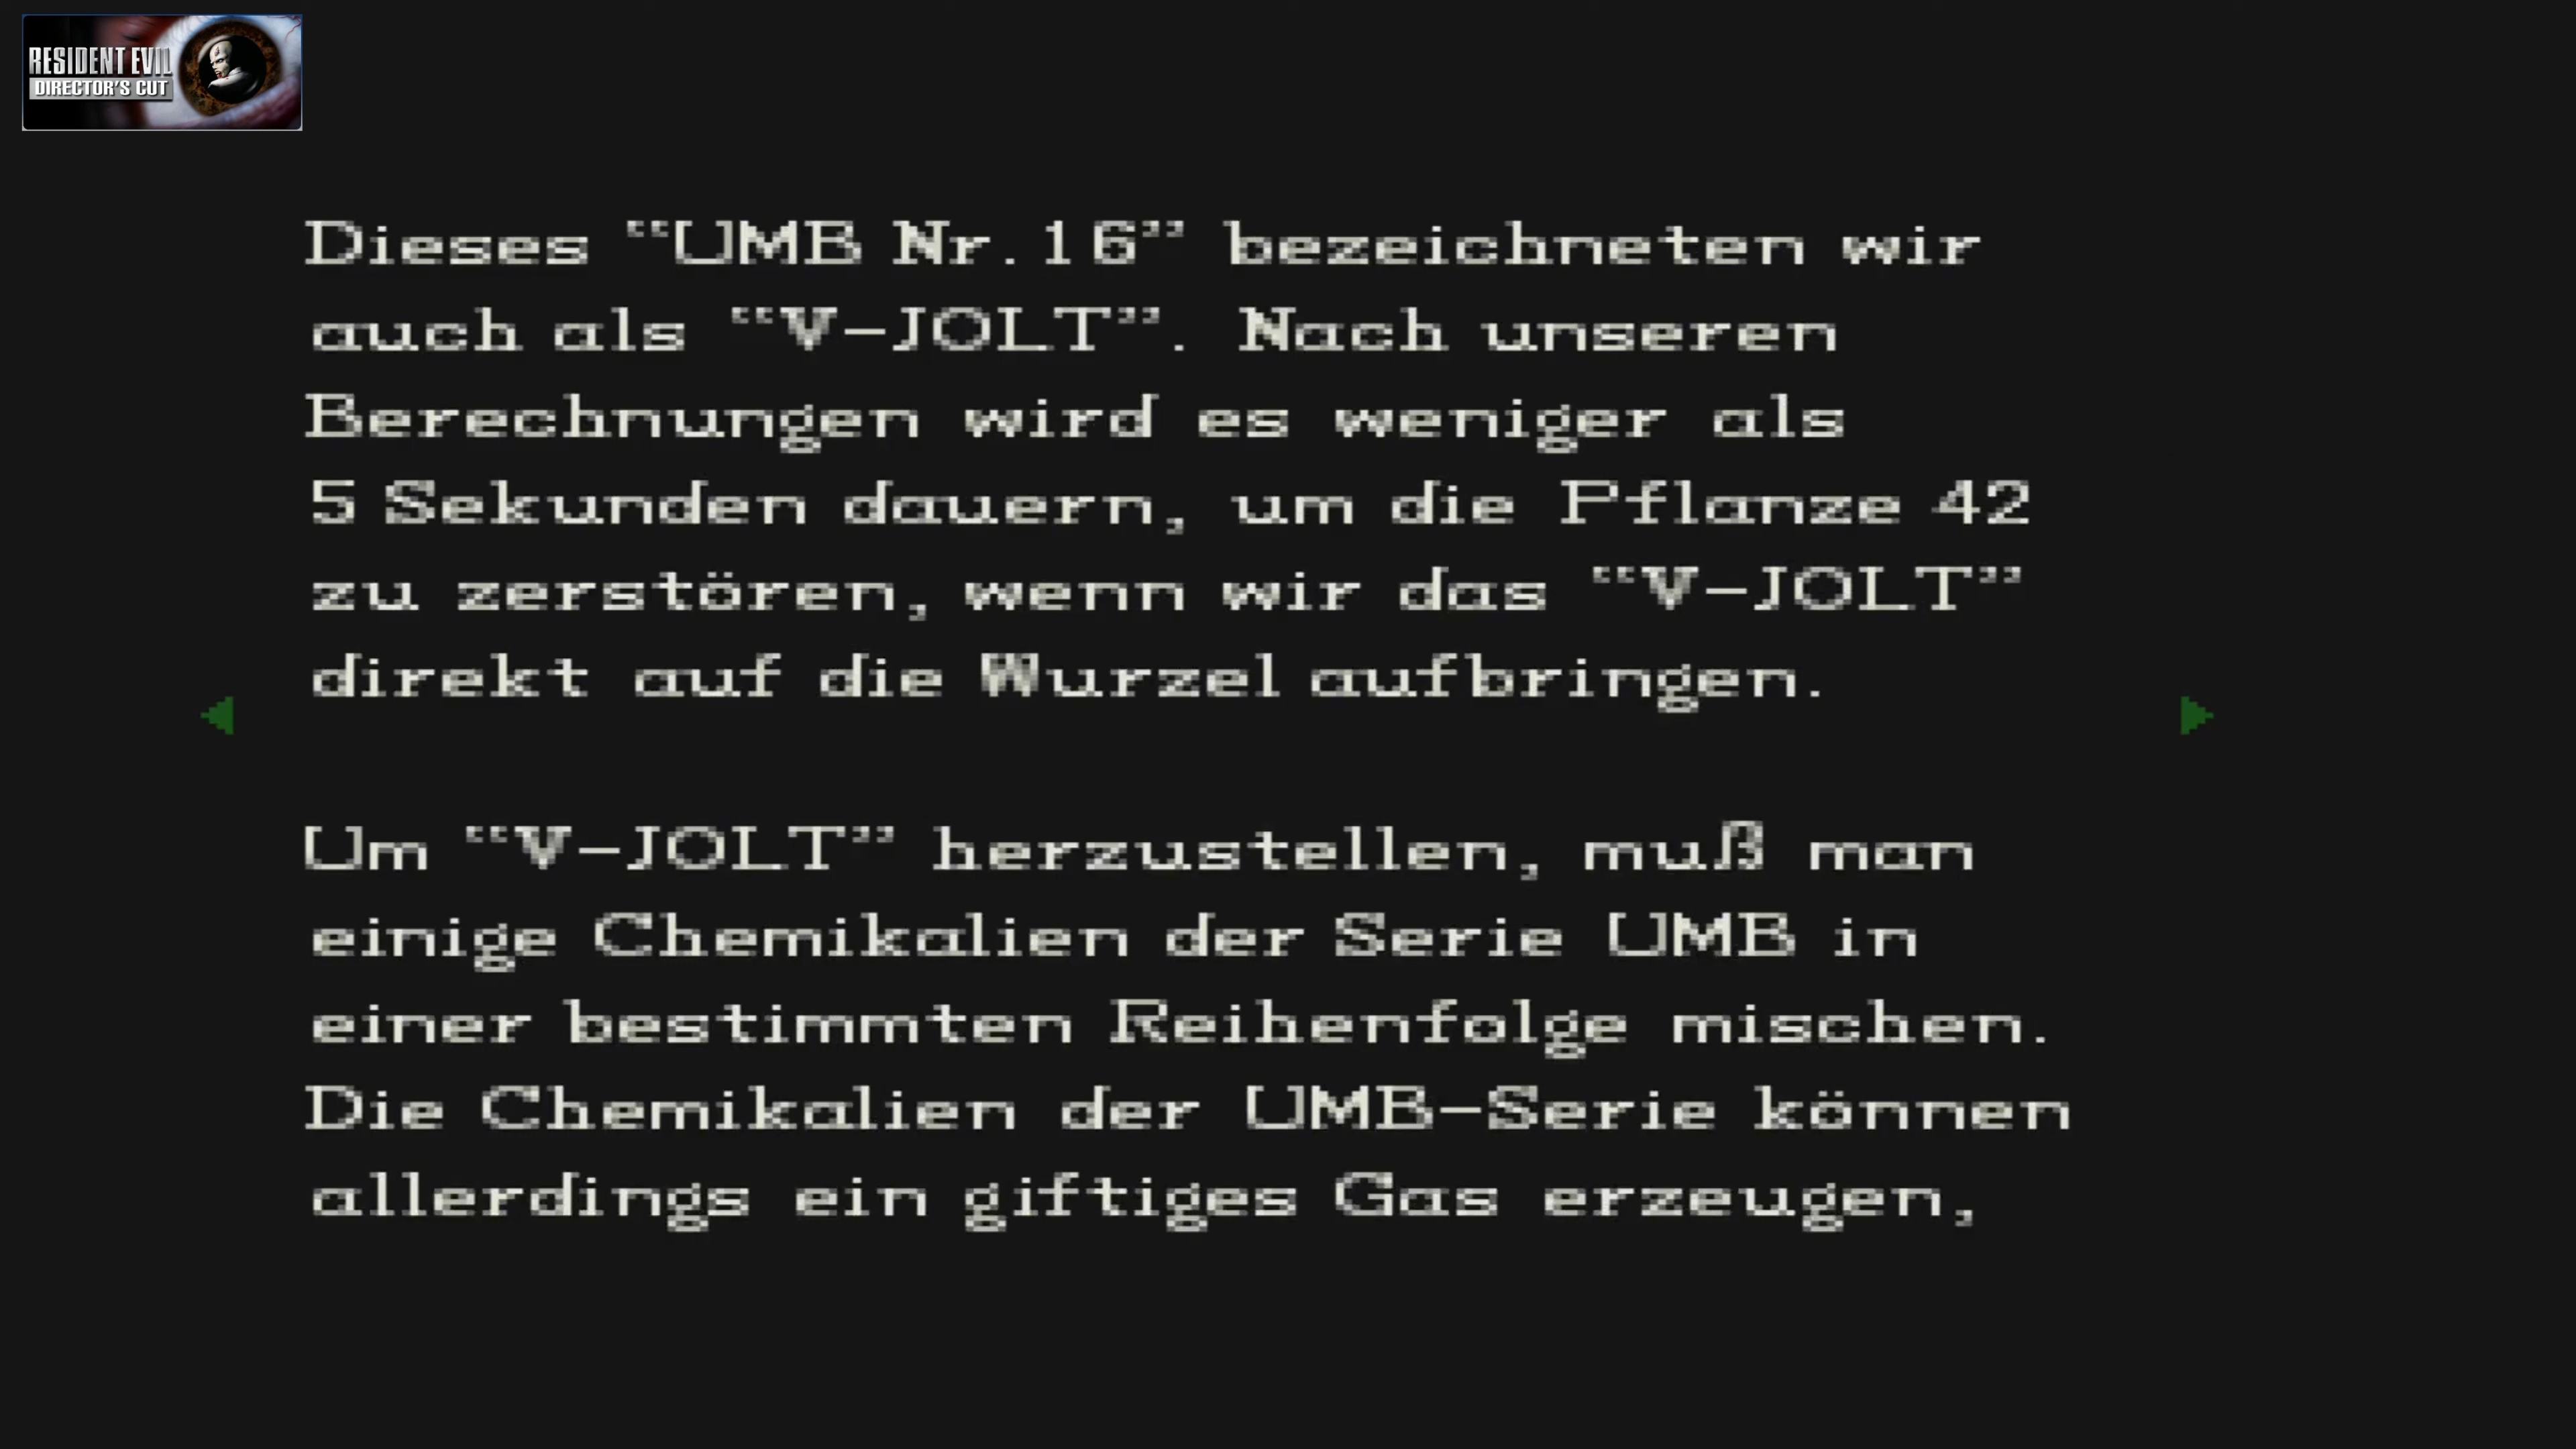 RESIDENT EVIL
DIRECTOR'S CUT
Dieses "UMB Nr.16" bezeichneten wir
auch als "V-JOLT". Nach unseren
Berechnungen wird es weniger als
5 Sekunden dauern, um die Pflanze 42
zu zerstören, wenn wir das "V-JOLT"
direkt auf die Wurzel aufbringen.
Um "V-JOLT" herzustellen, muß man
einige Chemikalien der Serie UMB in
einer bestimmten Reihenfolge mischen.
Die Chemikalien der UMB-Serie können
allerdings ein giftiges Gas erzeugen,